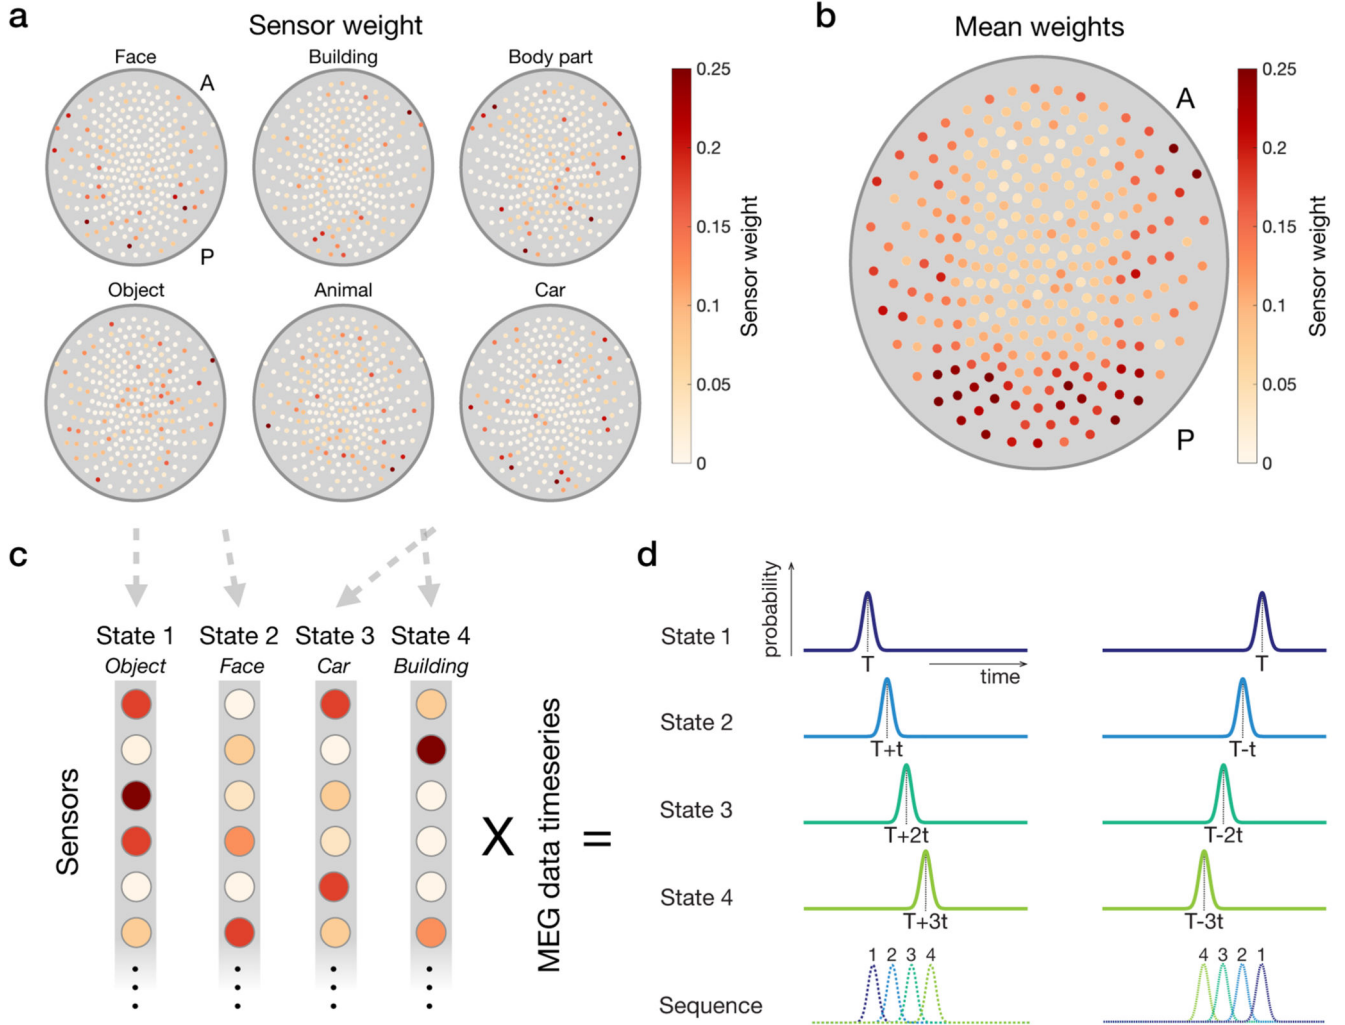 a
Sensor weight
Face
Building
Body part
A
P
0.25
0.2
0.15
0.1
0.05
0
Sensor weight
Object
Animal
Car
b
Mean weights
A
P
0.25
0.2
0.15
0.1
0.05
0
Sensor weight
c
State 1
State 2
State 3
State 4
Object
Face
Car
Building
Sensors
X
MEG data timeseries
=
d
probability
time
State 1
T
T
State 2
T+t
T-t
State 3
T+2t
T-2t
State 4
T+3t
T-3t
Sequence
1 2 3 4
4 3 2 1